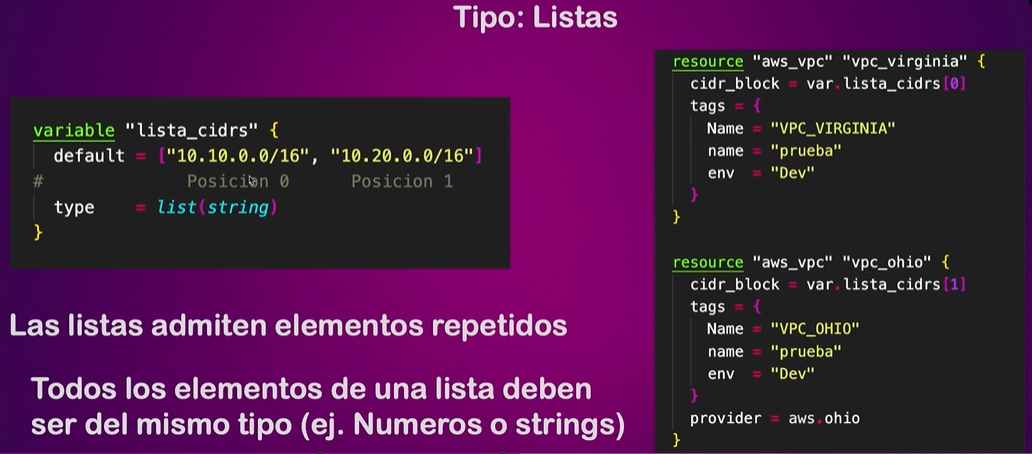 Tipo: Listas
variable "lista_cidrs" {
default = ["10.10.0.0/16", "10.20.0.0/16"]
# Posicion 0 Posicion 1
type = list(string)
}
Las listas admiten elementos repetidos
Todos los elementos de una lista deben
ser del mismo tipo (ej. Numeros o strings)
resource "aws_vpc" "vpc_virginia" {
cidr_block = var.lista_cidrs[0]
tags = {
Name = "VPC_VIRGINIA"
name = "prueba"
env = "Dev"
}
}
resource "aws_vpc" "vpc_ohio" {
cidr_block = var.lista_cidrs[1]
tags = {
Name = "VPC_OHIO"
name = "prueba"
env = "Dev"
}
provider = aws.ohio
}